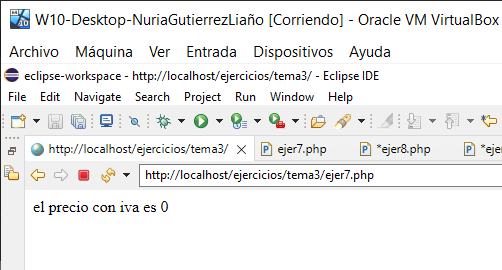 W10-Desktop-NuriaGutierrezLiaño [Corriendo] - Oracle VM VirtualBox
Archivo Máquina Ver Entrada Dispositivos Ayuda
eclipse-workspace - http://localhost/ejercicios/tema3/ - Eclipse IDE
File Edit Navigate Search Project Run Window Help
http://localhost/ejercicios/tema3/ ejer7.php *ejer8.php *ejer
http://localhost/ejercicios/tema3/ejer7.php
el precio con iva es 0